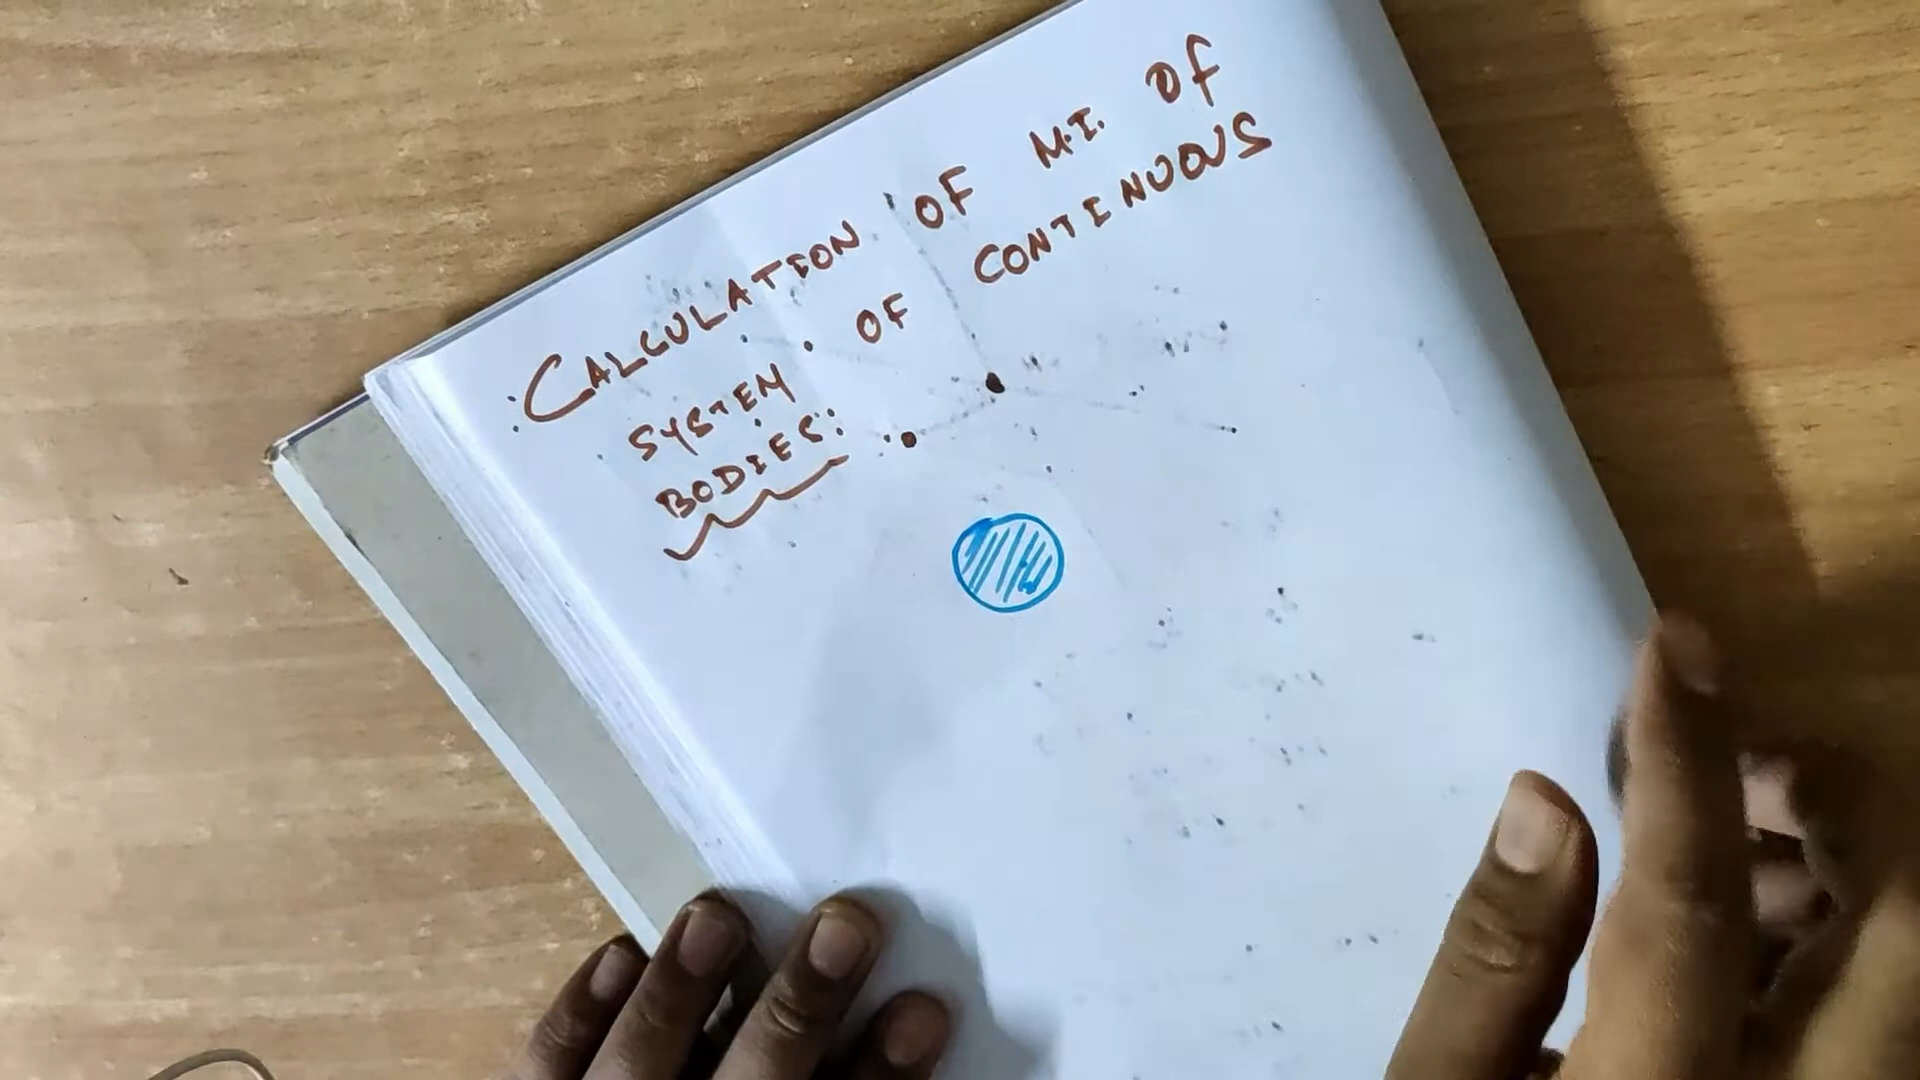 CALCULATION OF M.I. Of
SYSTEM OF CONTINUOUS
BODIES: